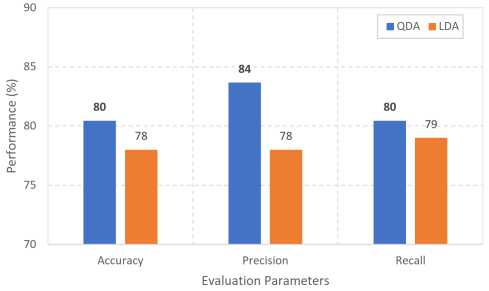 90
QDA LDA
85
84
80 80
80 78 78 79
75
70
Accuracy Precision Recall
Evaluation Parameters
Performance (%)